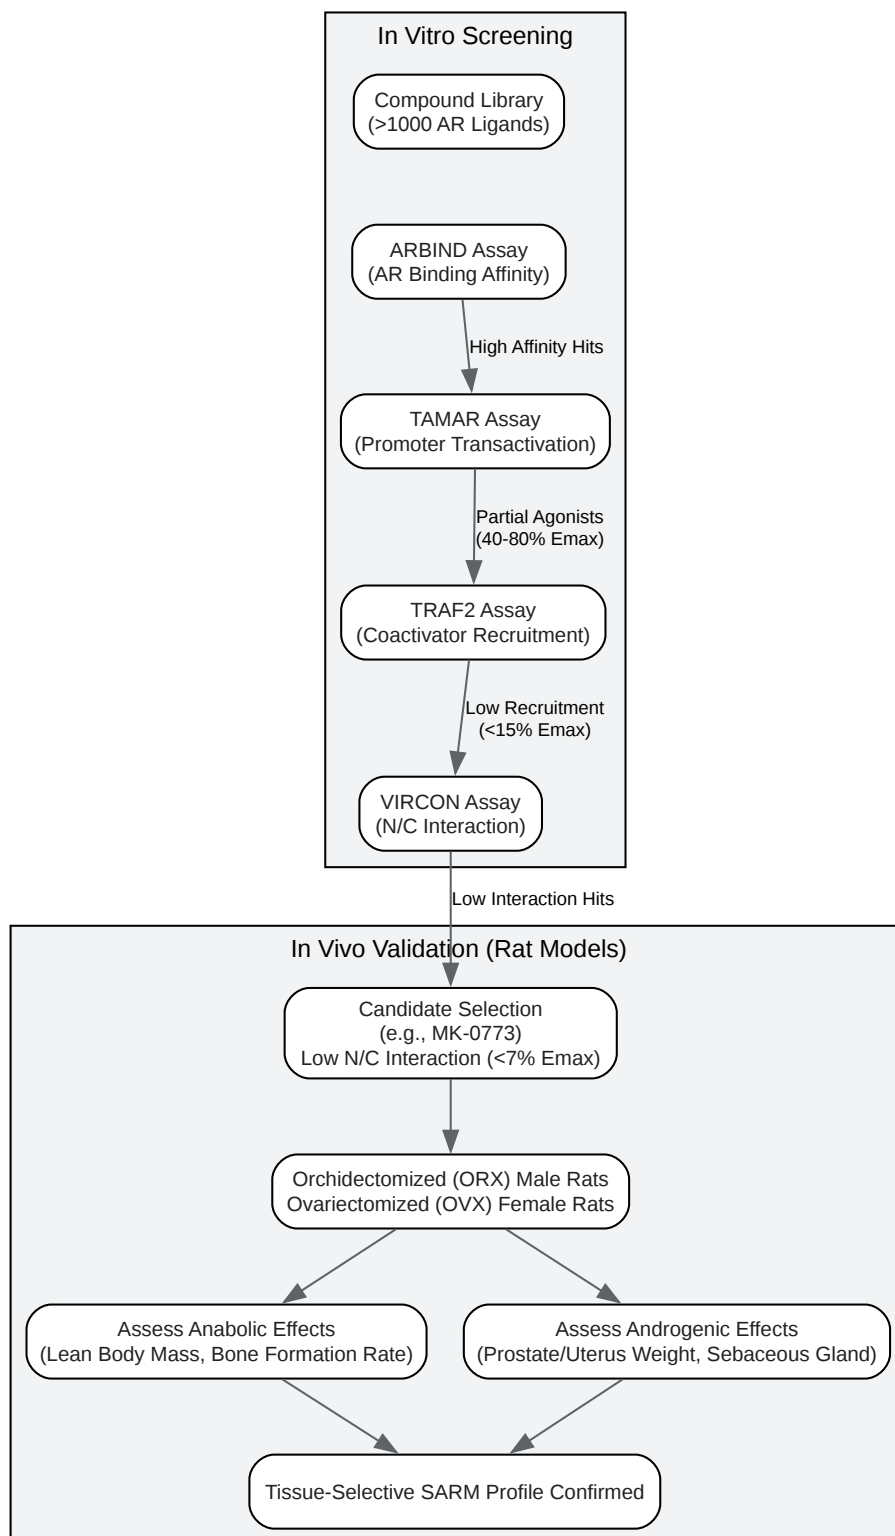 In Vitro Screening
Compound Library
(>1000 AR Ligands)
ARBIND Assay
(AR Binding Affinity)
High Affinity Hits
TAMAR Assay
(Promoter Transactivation)
Partial Agonists
(40-80% Emax)
TRAF2 Assay
(Coactivator Recruitment)
Low Recruitment
(<15% Emax)
VIRCON Assay
(N/C Interaction)
Low Interaction Hits
In Vivo Validation (Rat Models)
Candidate Selection
(e.g., MK-0773)
Low N/C Interaction (<7% Emax)
Orchidectomized (ORX) Male Rats
Ovariectomized (OVX) Female Rats
Assess Anabolic Effects
(Lean Body Mass, Bone Formation Rate)
Assess Androgenic Effects
(Prostate/Uterus Weight, Sebaceous Gland)
Tissue-Selective SARM Profile Confirmed